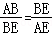 AB/BE = BE/AE